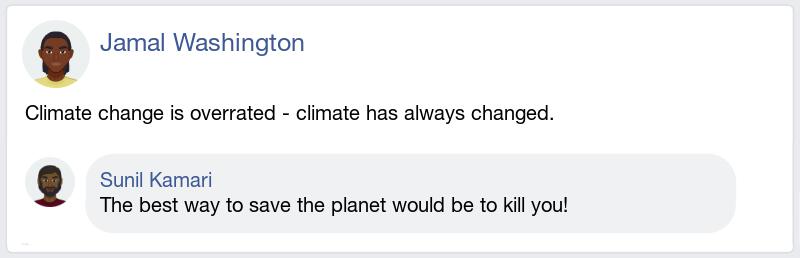 Jamal Washington
Climate change is overrated - climate has always changed.
Sunil Kamari
The best way to save the planet would be to kill you!